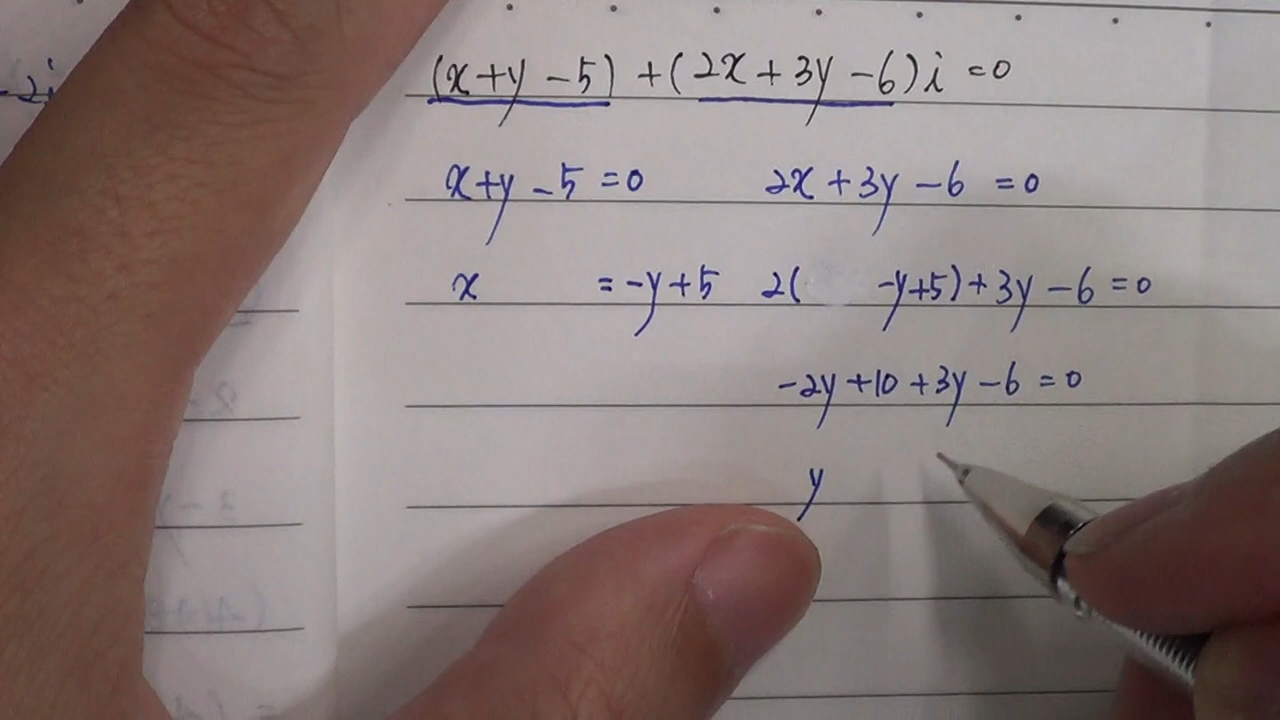 -2i
(x+y-5)+(2x+3y-6)i=0
x+y-5=0 2x+3y-6=0
x =-y+5 2( -y+5)+3y-6=0
-2y+10+3y-6=0
y